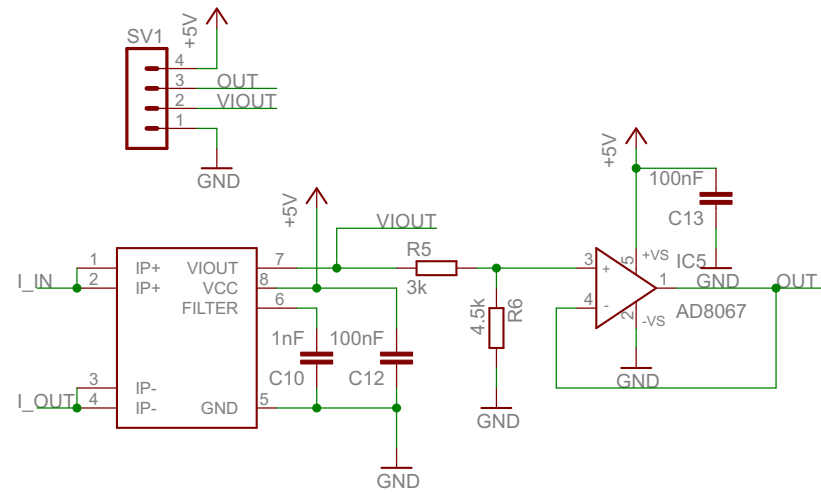 SV1
+5V
4
3
OUT
2
VIOUT
1
GND
+5V
VIOUT
1
IP+
2
IP+
I_IN
VIOUT
7
VCC
8
FILTER
6
1nF
C10
100nF
C12
3
IP-
4
IP-
I_OUT
GND
5
GND
R5
3k
4.5k
R6
GND
+5V
100nF
C13
GND
3
+
4
-
5
+VS
IC5
1
OUT
AD8067
2
-VS
GND